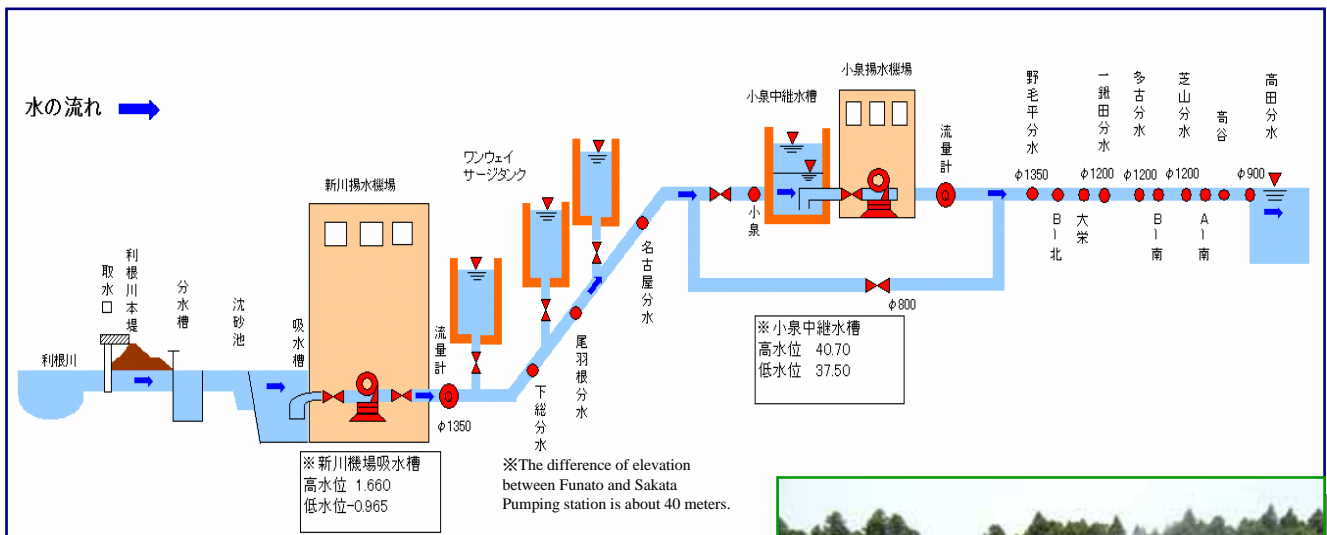 水の流れ
利根川
取水口
利根川本堤
分水槽
沈砂池
吸水槽
新川揚水機場
流量計
φ1350
※新川機場吸水槽
高水位 1.660
低水位-0.965
ワンウェイ
サージタンク
下総分水
尾羽根分水
名古屋分水
※The difference of elevation
between Funato and Sakata
Pumping station is about 40 meters.
小泉
小泉中継水槽
小泉揚水機場
流量計
φ800
※小泉中継水槽
高水位 40.70
低水位 37.50
野毛平分水
φ1350
B-北
大栄
一鍬田分水
φ1200
多古分水
φ1200
B-南
芝山分水
φ1200
A-南
高谷
高田分水
φ900
Q
Q